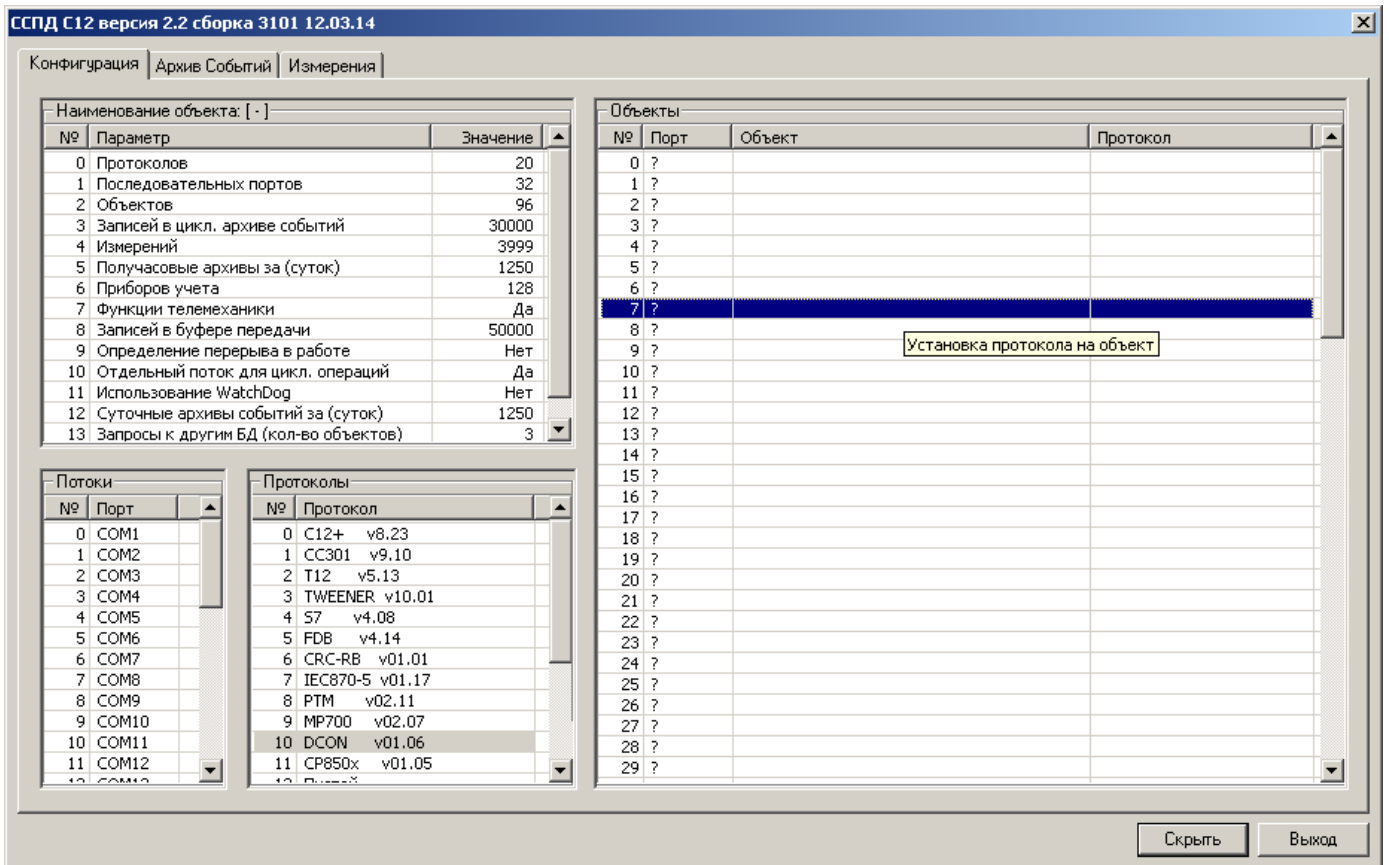 ССПД С12 версия 2.2 сборка 3101 12.03.14
Конфигурация Архив Событий Измерения
Наименование объекта: [ - ]
№ Параметр Значение
0 Протоколов 20
1 Последовательных портов 32
2 Объектов 96
3 Записей в цикл. архиве событий 30000
4 Измерений 3999
5 Получасовые архивы за (суток) 1250
6 Приборов учета 128
7 Функции телемеханики Да
8 Записей в буфере передачи 50000
9 Определение перерыва в работе Нет
10 Отдельный поток для цикл. операций Да
11 Использование WatchDog Нет
12 Суточные архивы событий за (суток) 1250
13 Запросы к другим БД (кол-во объектов) 3
Потоки
№ Порт
0 COM1
1 COM2
2 COM3
3 COM4
4 COM5
5 COM6
6 COM7
7 COM8
8 COM9
9 COM10
10 COM11
11 COM12
12 COM13
Протоколы
№ Протокол
0 C12+ v8.23
1 CC301 v9.10
2 T12 v5.13
3 TWEENER v10.01
4 S7 v4.08
5 FDB v4.14
6 CRC-RB v01.01
7 IEC870-5 v01.17
8 PTM v02.11
9 MP700 v02.07
10 DCON v01.06
11 CP850x v01.05
12 Пустой
Объекты
№ Порт Объект Протокол
0 ?
1 ?
2 ?
3 ?
4 ?
5 ?
6 ?
7 ?
8 ?
Установка протокола на объект
9 ?
10 ?
11 ?
12 ?
13 ?
14 ?
15 ?
16 ?
17 ?
18 ?
19 ?
20 ?
21 ?
22 ?
23 ?
24 ?
25 ?
26 ?
27 ?
28 ?
29 ?
Скрыть Выход